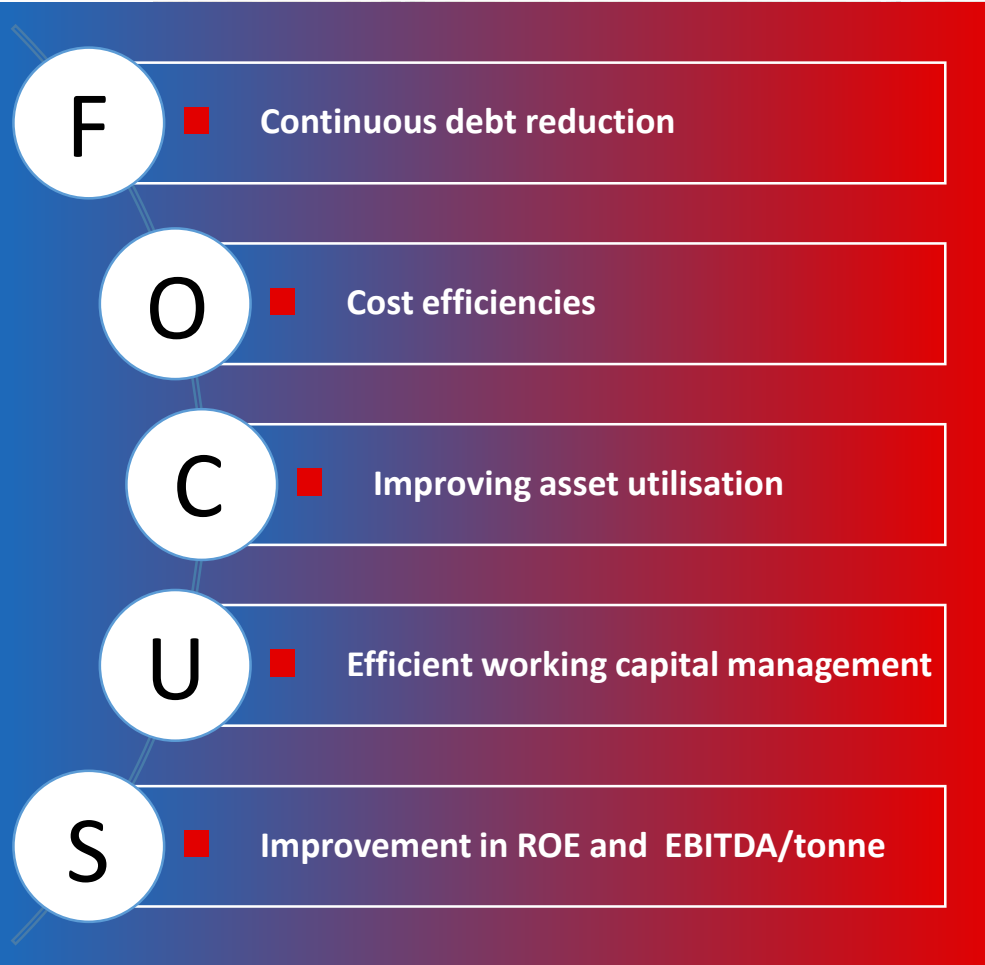 F
Continuous debt reduction
O
Cost efficiencies
C
Improving asset utilisation
U
Efficient working capital management
S
Improvement in ROE and  EBITDA/tonne